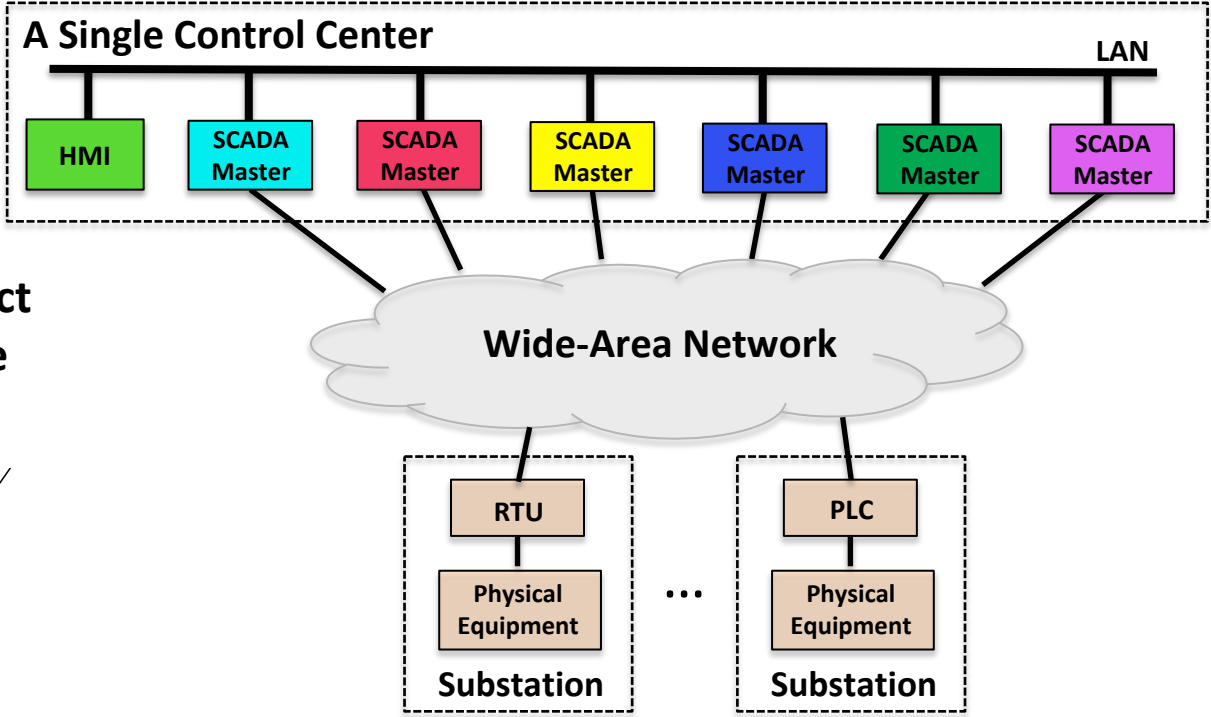 A Single Control Center
LAN
HMI
SCADA
Master
SCADA
Master
SCADA
Master
SCADA
Master
SCADA
Master
SCADA
Master
Wide-Area Network
RTU
PLC
Physical
Equipment
...
Physical
Equipment
Substation
Substation